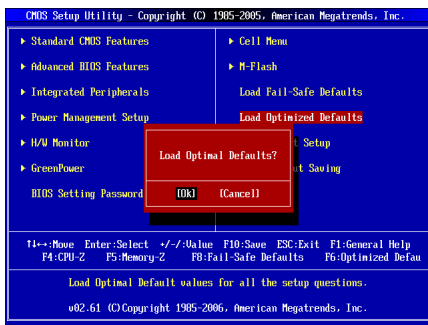 CMOS Setup Utility - Copyright (C) 1985-2005, American Megatrends, Inc.
▶ Standard CMOS Features
▶ Cell Menu
▶ Advanced BIOS Features
▶ M-Flash
▶ Integrated Peripherals
Load Fail-Safe Defaults
▶ Power Management Setup
Load Optimized Defaults
▶ H/W Monitor
t Setup
▶ GreenPower
ut Saving
BIOS Setting Password
Load Optimal Defaults?
[Ok] [Cancel]
↑↓←→:Move Enter:Select +/-/:Value F10:Save ESC:Exit F1:General Help
F4:CPU-Z F5:Memory-Z F8:Fail-Safe Defaults F6:Optimized Defau
Load Optimal Default values for all the setup questions.
v02.61 (C)Copyright 1985-2006, American Megatrends, Inc.